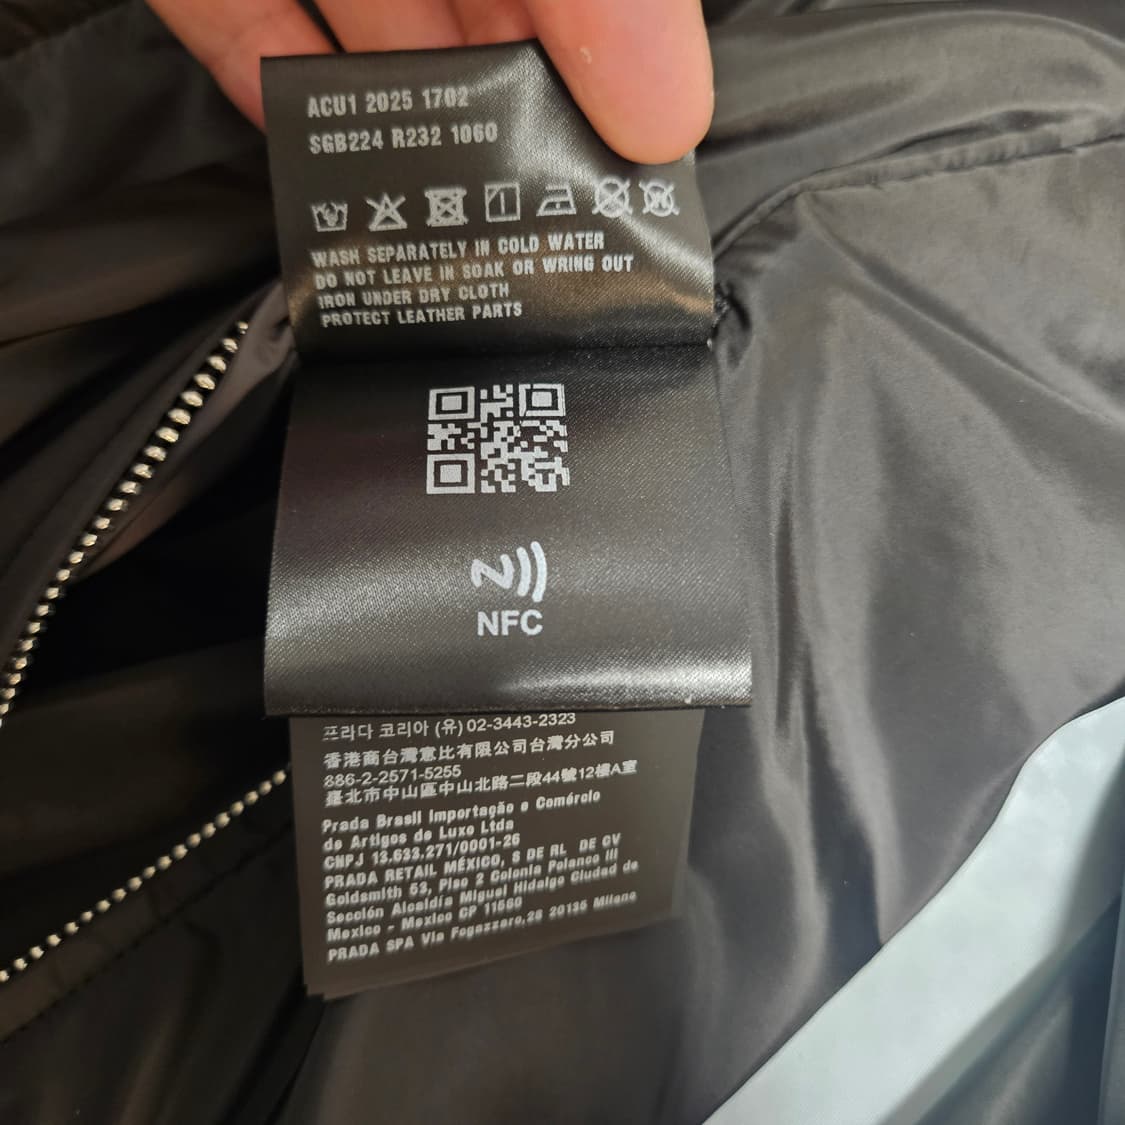 ACU1 2025 1702
SGB224 R232 1060
WASH SEPARATELY IN COLD WATER
DO NOT LEAVE IN SOAK OR WRING OUT
IRON UNDER DRY CLOTH
PROTECT LEATHER PARTS
NFC
프라다 코리아 (유) 02-3443-2323
香港商台灣意比有限公司台灣分公司
886-2-2571-5255
臺北市中山區中山北路二段44號12樓A室
Prada Brasil Importação e Comércio
de Artigos de Luxo Ltda
CNPJ 13.633.271/0001-26
PRADA RETAIL MÉXICO, S DE RL DE CV
Goldsmith 53, Piso 2 Colonia Polanco III
Sección Alcaldía Miguel Hidalgo Ciudad de
Mexico - Mexico CP 11560
PRADA SPA Via Fogazzaro,28 20135 Milano